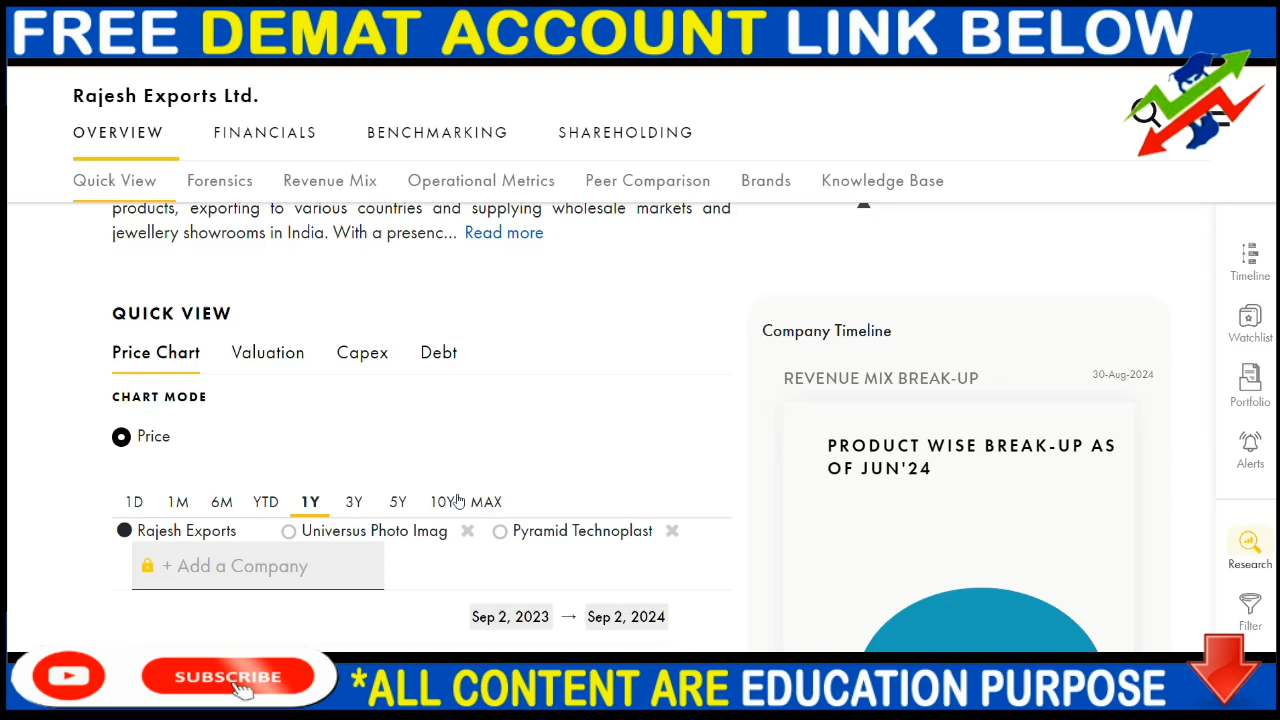 FREE DEMAT ACCOUNT LINK BELOW
Rajesh Exports Ltd.
OVERVIEW FINANCIALS BENCHMARKING SHAREHOLDING
Quick View Forensics Revenue Mix Operational Metrics Peer Comparison Brands Knowledge Base
products, exporting to various countries and supplying wholesale markets and
jewellery showrooms in India. With a presenc... Read more
QUICK VIEW
Price Chart Valuation Capex Debt
CHART MODE
Price
1D 1M 6M YTD 1Y 3Y 5Y 10Y MAX
Rajesh Exports Universus Photo Imag Pyramid Technoplast
+ Add a Company
Sep 2, 2023 → Sep 2, 2024
Company Timeline
REVENUE MIX BREAK-UP 30-Aug-2024
PRODUCT WISE BREAK-UP AS
OF JUN'24
Timeline
Watchlist
Portfolio
Alerts
Research
Filter
SUBSCRIBE
*ALL CONTENT ARE EDUCATION PURPOSE